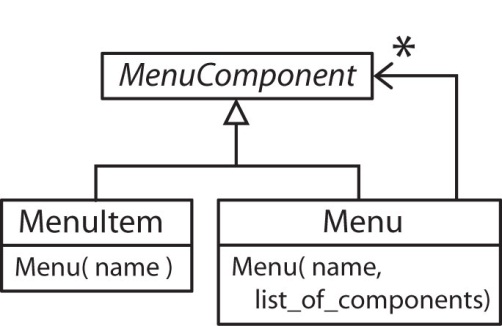 *
MenuComponent
MenuItem
Menu( name )
Menu
Menu( name,
list_of_components)